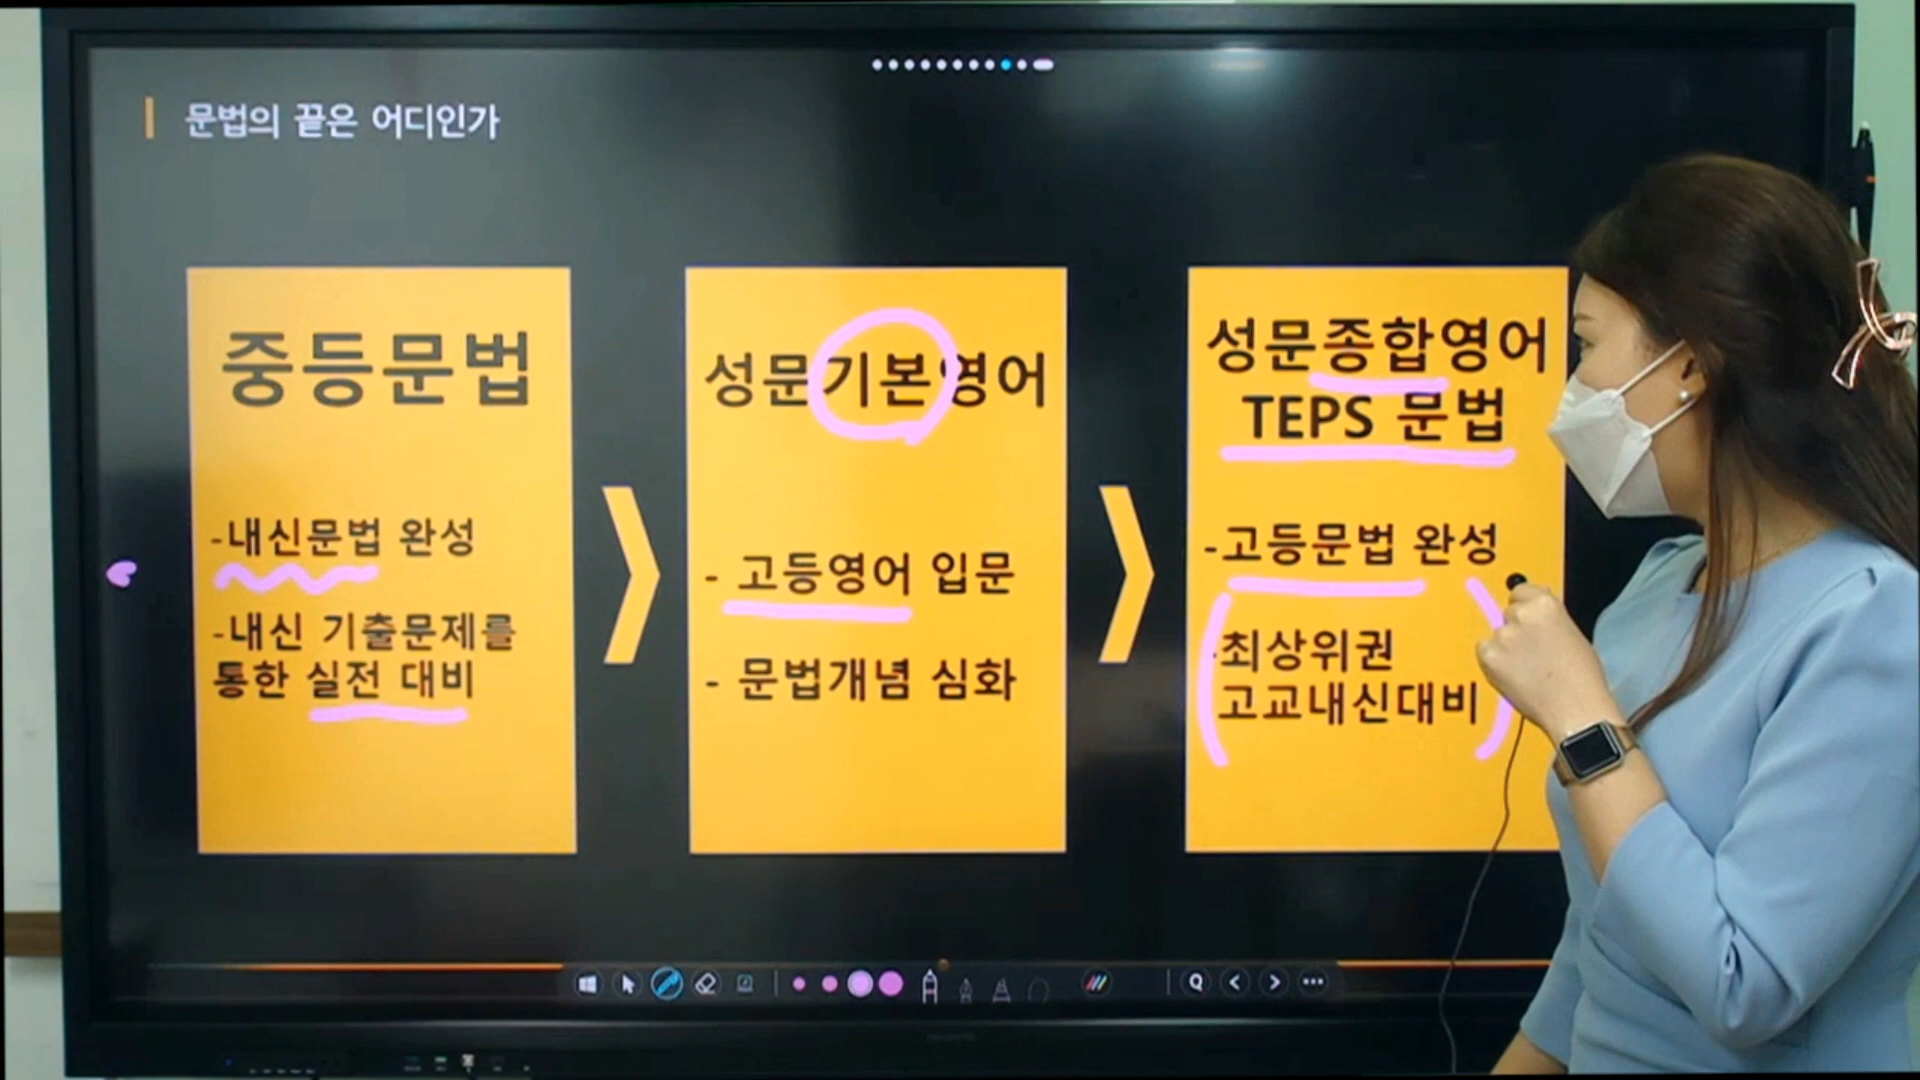 문법의 끝은 어디인가
중등문법
-내신문법 완성
-내신 기출문제를
통한 실전 대비
성문기본영어
- 고등영어 입문
- 문법개념 심화
성문종합영어
TEPS 문법
-고등문법 완성
-최상위권
고교내신대비